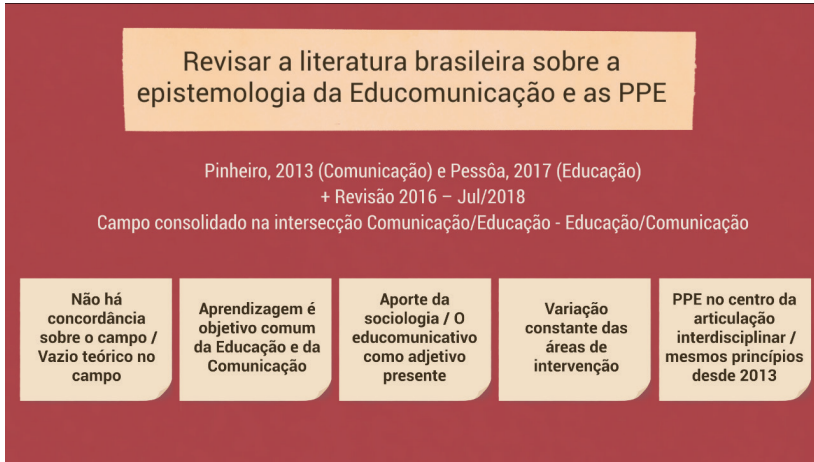 Revisar a literatura brasileira sobre a
epistemologia da Educomunicação e as PPE
Pinheiro, 2013 (Comunicação) e Pessôa, 2017 (Educação)
+ Revisão 2016 – Jul/2018
Campo consolidado na intersecção Comunicação/Educação - Educação/Comunicação
Não há
concordância
sobre o campo /
Vazio teórico no
campo
Aprendizagem é
objetivo comum
da Educação e da
Comunicação
Aporte da
sociologia / O
educomunicativo
como adjetivo
presente
Variação
constante das
áreas de
intervenção
PPE no centro da
articulação
interdisciplinar /
mesmos princípios
desde 2013